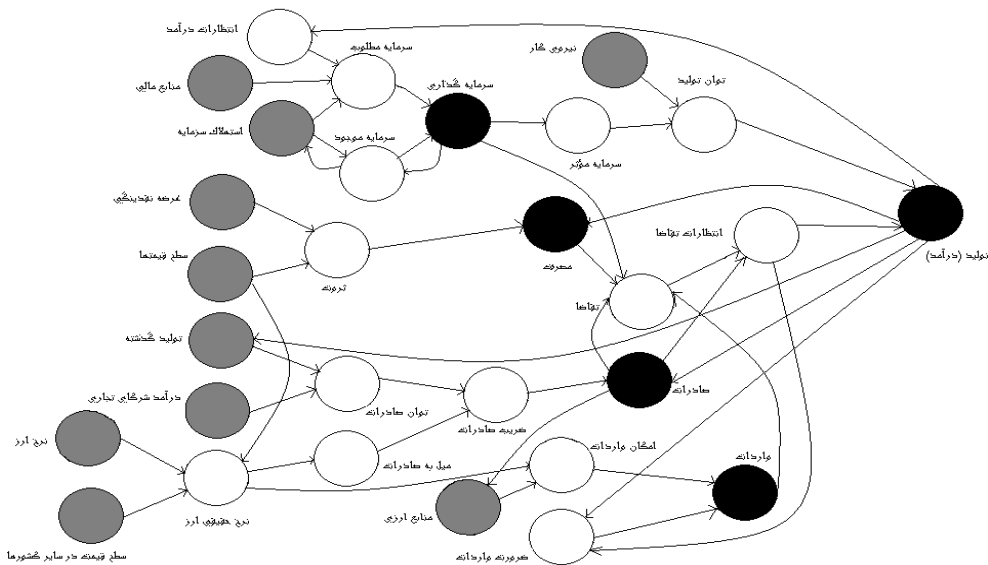 انتظارات درآمد
سرمایه مطلوب
نیروی کار
منابع مالی
سرمایه گذاری
توان تولید
استهلاک سرمایه
سرمایه موجود
سرمایه مؤثر
عرضه نقدینگی
انتظارات تقاضا
سطح قیمتها
مصرف
تولید (درآمد)
ثروت
تقاضا
تولید گذشته
درآمد شرکای تجاری
توان صادرات
صادرات
ضریب صادرات
نرخ ارز
میل به صادرات
امکان واردات
واردات
نرخ حقیقی ارز
منابع ارزی
سطح قیمت در سایر کشورها
ضرورت واردات